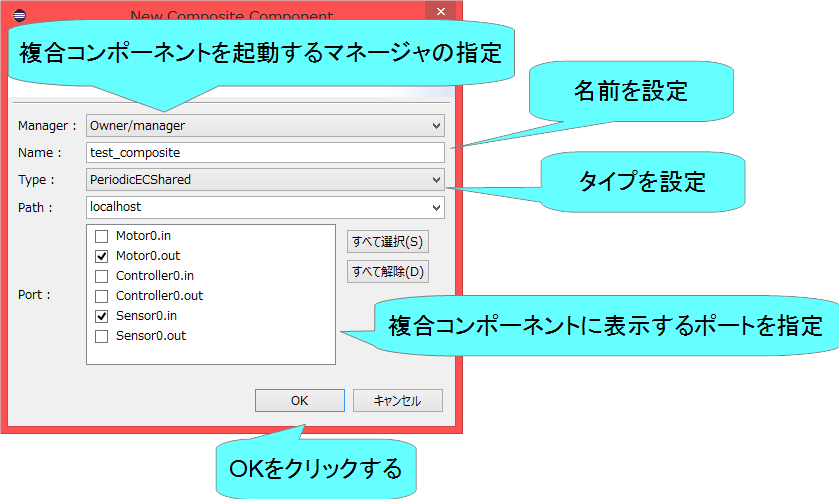 New Composite Component
複合コンポーネントを起動するマネージャの指定
名前を設定
Manager : Owner/manager
Name : test_composite
Type : PeriodicECShared
タイプを設定
Path : localhost
Port :
Motor0.in
Motor0.out
Controller0.in
Controller0.out
Sensor0.in
Sensor0.out
すべて選択(S)
すべて解除(D)
複合コンポーネントに表示するポートを指定
OK
キャンセル
OKをクリックする